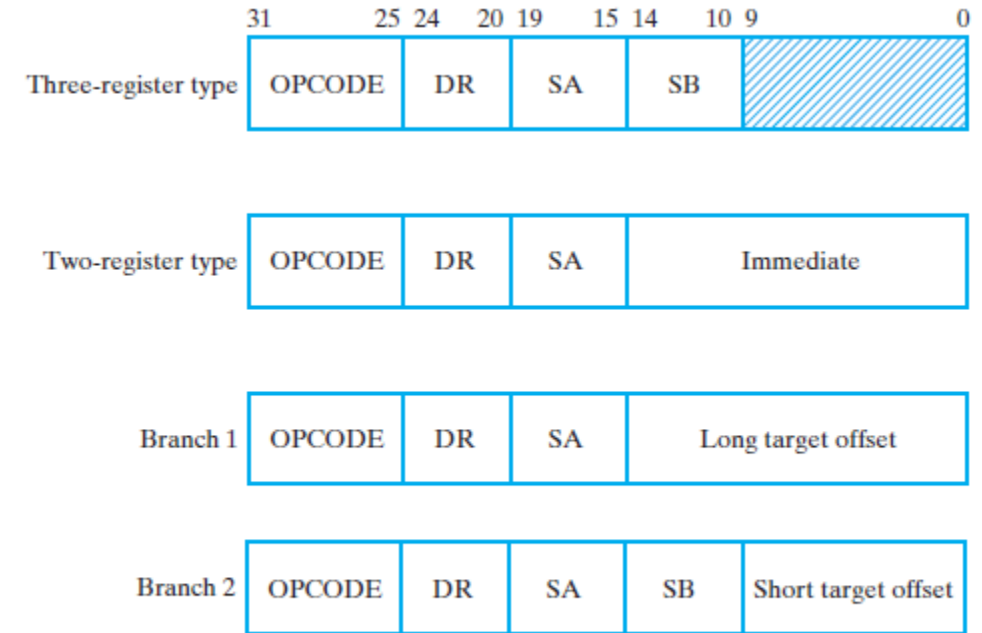 31 25 24 20 19 15 14 10 9 0
Three-register type OPCODE DR SA SB
Two-register type OPCODE DR SA Immediate
Branch 1 OPCODE DR SA Long target offset
Branch 2 OPCODE DR SA SB Short target offset